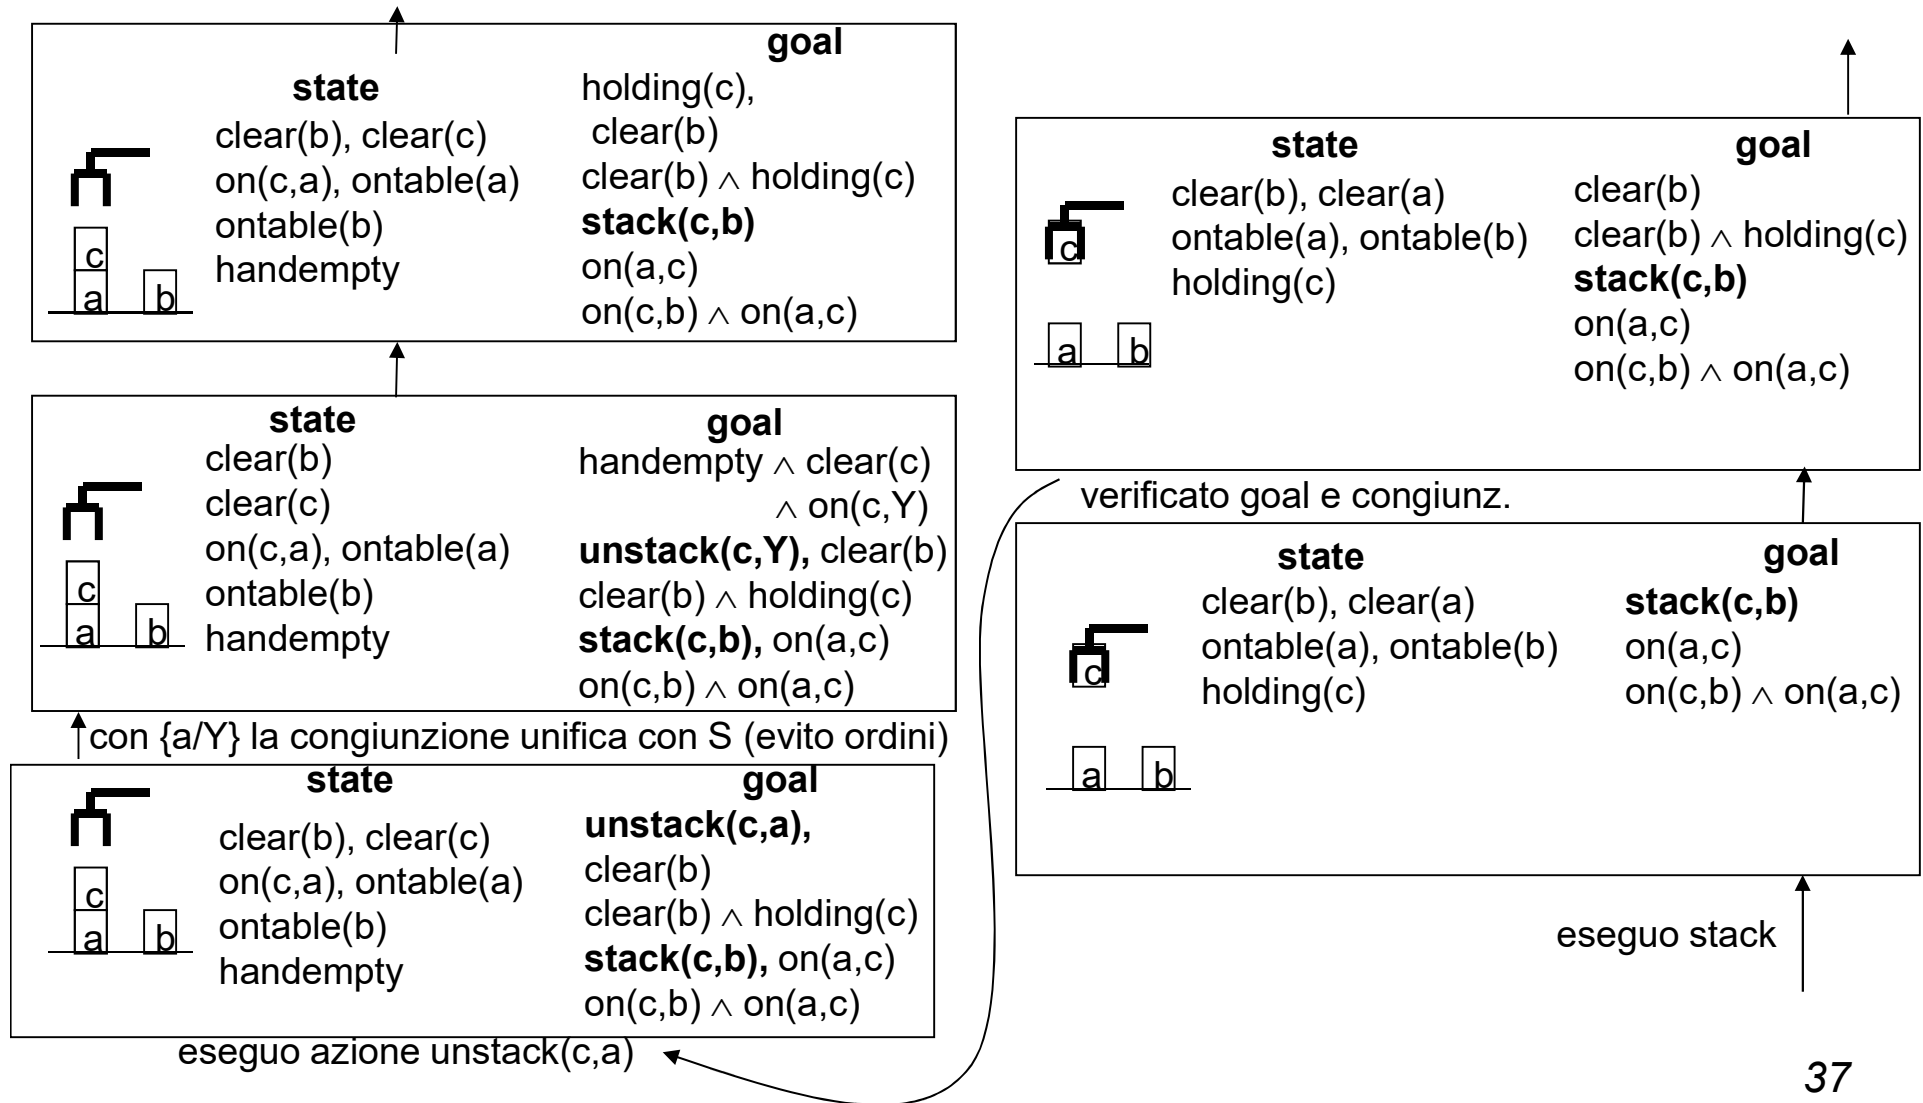 goal
state
holding(c),
clear(b)
clear(b), clear(c)
on(c,a), ontable(a)
clear(b) ∧ holding(c)
ontable(b)
stack(c,b)
handempty
on(a,c)
on(c,b) ∧ on(a,c)
c
a b
state
goal
clear(b)
handempty ∧ clear(c)
clear(c)
∧ on(c,Y)
on(c,a), ontable(a)
unstack(c,Y), clear(b)
ontable(b)
clear(b) ∧ holding(c)
handempty
stack(c,b), on(a,c)
on(c,b) ∧ on(a,c)
c
a b
con {a/Y} la congiunzione unifica con S (evito ordini)
state
goal
unstack(c,a),
clear(b), clear(c)
clear(b)
on(c,a), ontable(a)
clear(b) ∧ holding(c)
ontable(b)
stack(c,b), on(a,c)
handempty
on(c,b) ∧ on(a,c)
c
a b
eseguo azione unstack(c,a)
state
goal
clear(b), clear(a)
clear(b)
ontable(a), ontable(b)
clear(b) ∧ holding(c)
holding(c)
stack(c,b)
on(a,c)
on(c,b) ∧ on(a,c)
c
a b
verificato goal e congiunz.
state
goal
clear(b), clear(a)
stack(c,b)
ontable(a), ontable(b)
on(a,c)
holding(c)
on(c,b) ∧ on(a,c)
c
a b
eseguo stack
37